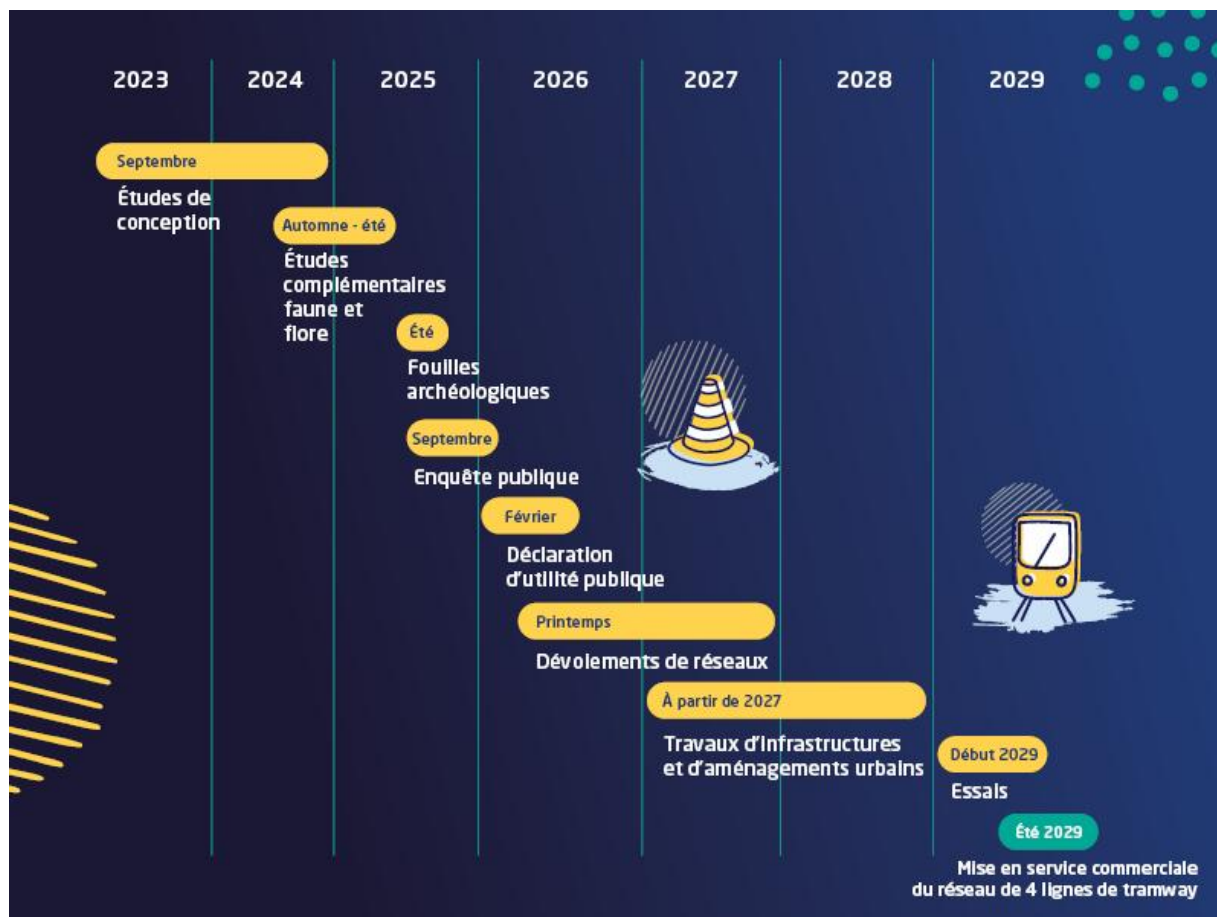 2023 2024 2025 2026 2027 2028 2029
Septembre
Études de
conception
Automne - été
Études
complémentaires
faune et
flore
Été
Fouilles
archéologiques
Septembre
Enquête publique
Février
Déclaration
d'utilité publique
Printemps
Dévoiements de réseaux
À partir de 2027
Travaux d'infrastructures
et d'aménagements urbains
Début 2029
Essais
Été 2029
Mise en service commerciale
du réseau de 4 lignes de tramway